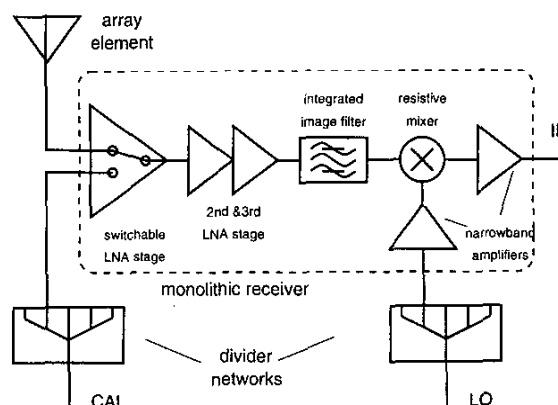 array
element
integrated
image filter
resistive
mixer
switchable
LNA stage
2nd &3rd
LNA stage
narrowband
amplifiers
monolithic receiver
divider
networks
CAL
LO